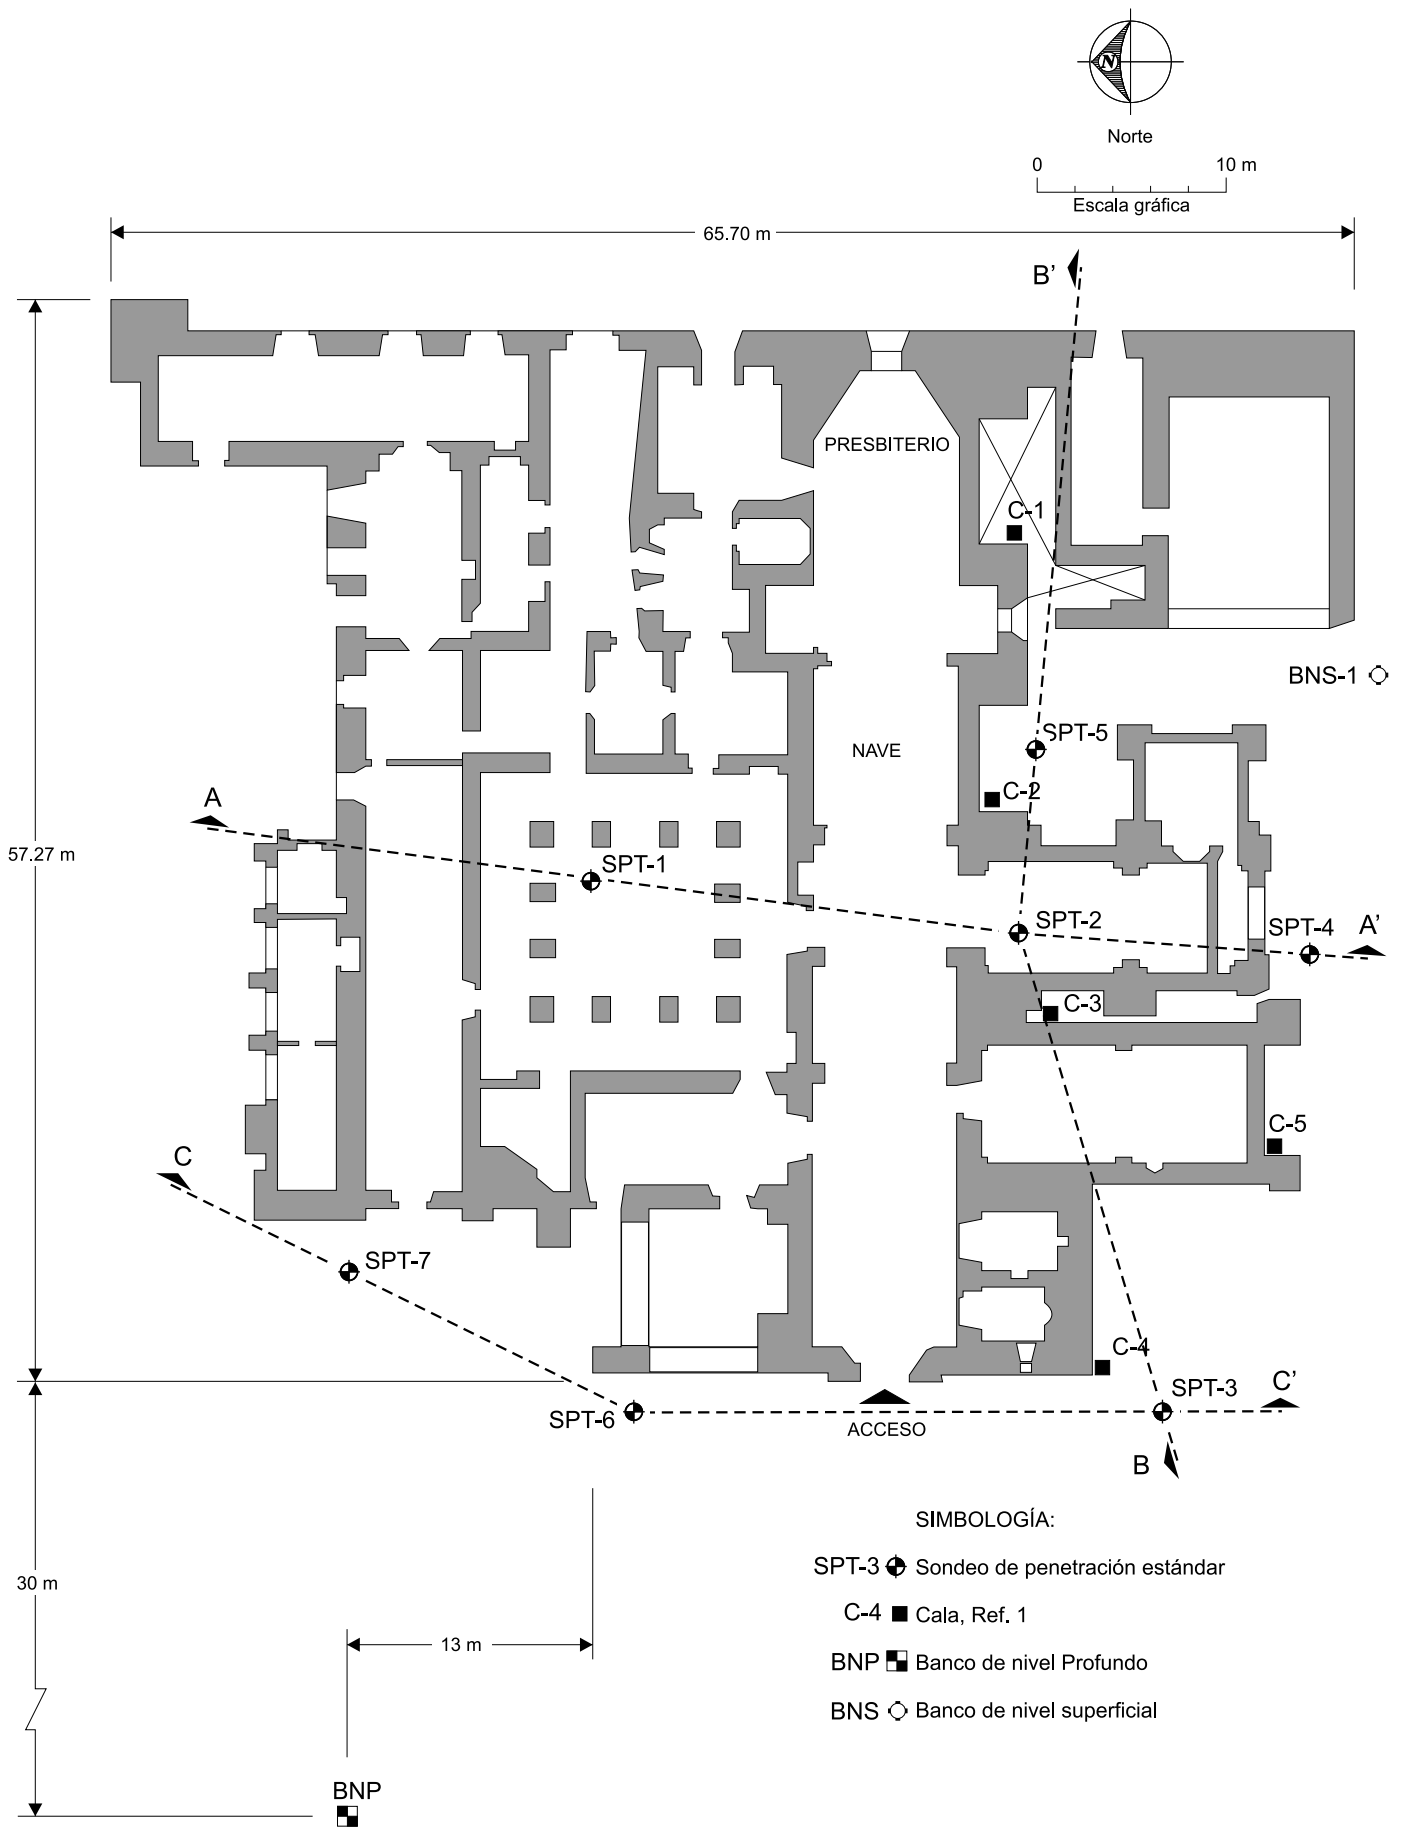 N
Norte
0 10 m
Escala gráfica
65.70 m
B'
PRESBITERIO
C-1
BNS-1
SPT-5
NAVE
C-2
A
57.27 m
SPT-1
SPT-2
SPT-4
A'
C-3
C-5
C
SPT-7
C-4
SPT-3
C'
SPT-6
ACCESO
B
SIMBOLOGÍA:
SPT-3 Sondeo de penetración estándar
C-4 Cala, Ref. 1
BNP Banco de nivel Profundo
BNS Banco de nivel superficial
30 m
13 m
BNP